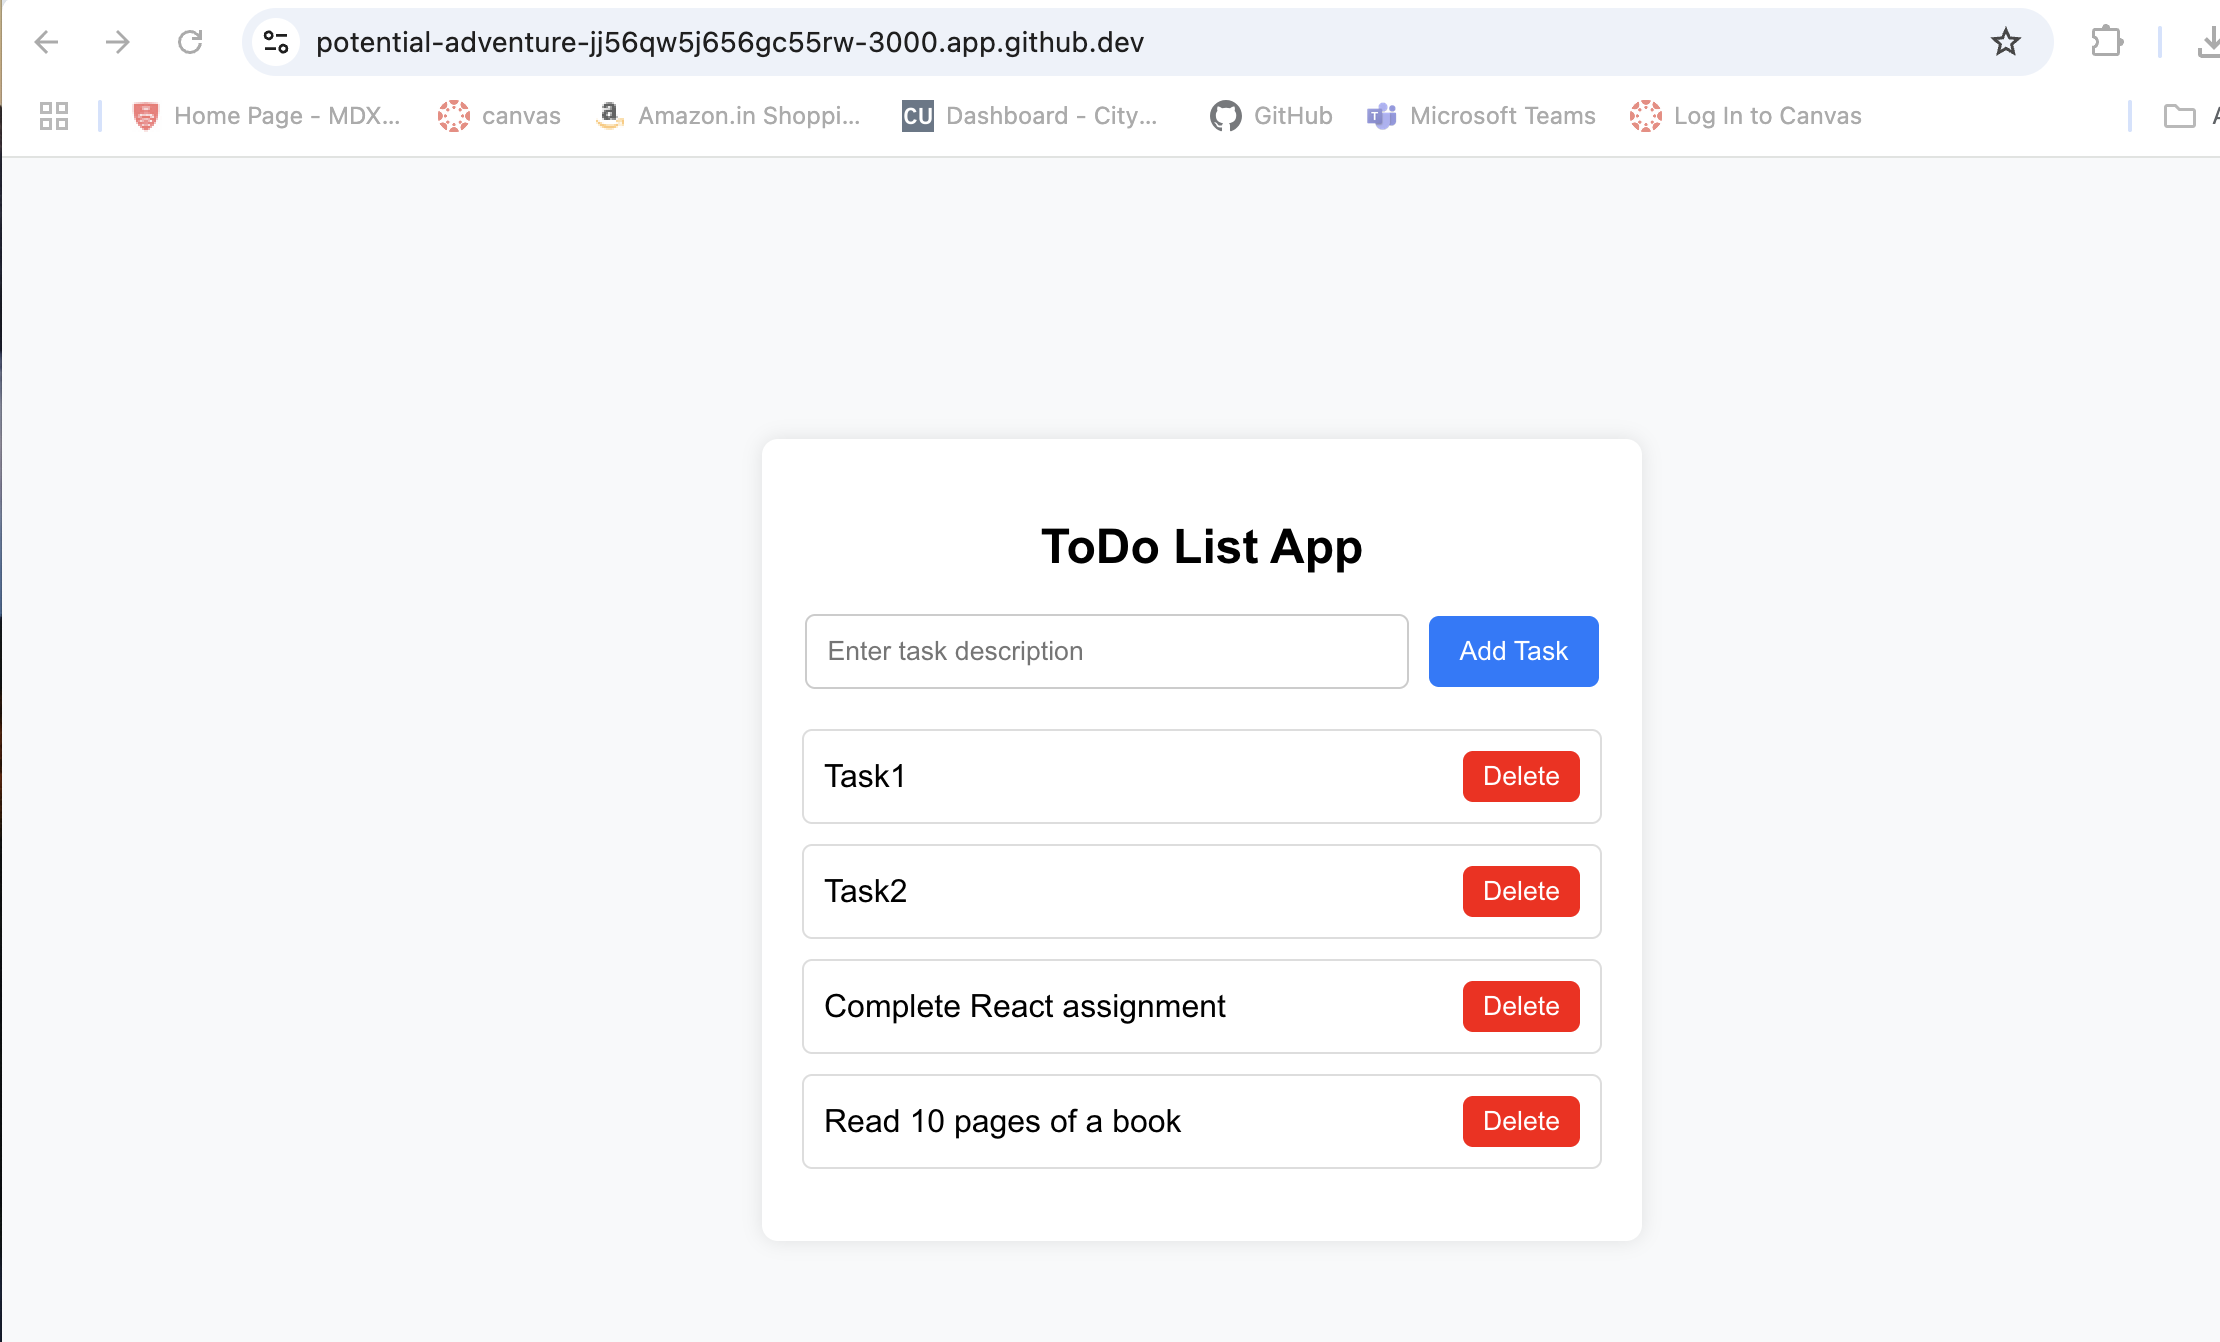 potential-adventure-jj56qw5j656gc55rw-3000.app.github.dev
Home Page - MDX... canvas Amazon.in Shoppi... CU Dashboard - City... GitHub Microsoft Teams Log In to Canvas
ToDo List App
Enter task description Add Task
Task1 Delete
Task2 Delete
Complete React assignment Delete
Read 10 pages of a book Delete